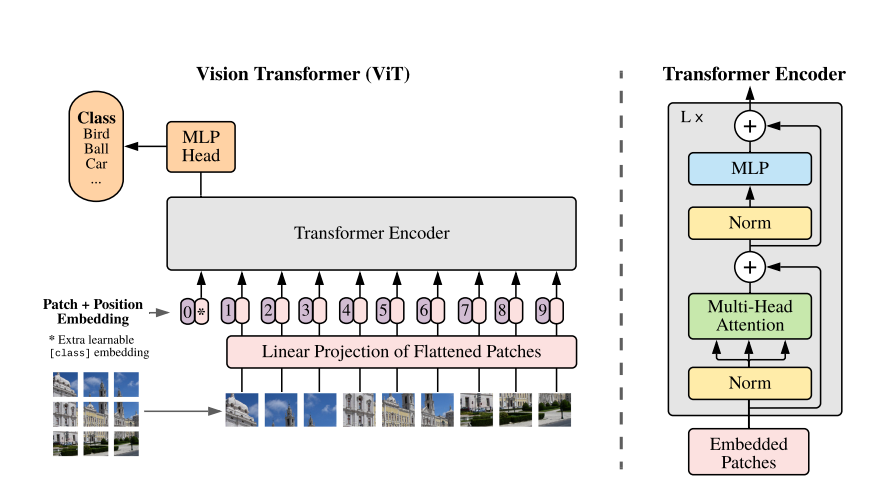 Vision Transformer (ViT)
Class
Bird
Ball
Car
...
MLP
Head
Transformer Encoder
Patch + Position
Embedding
0 * 1 2 3 4 5 6 7 8 9
* Extra learnable
[class] embedding
Linear Projection of Flattened Patches
Transformer Encoder
L x
+
MLP
Norm
+
Multi-Head
Attention
Norm
Embedded
Patches